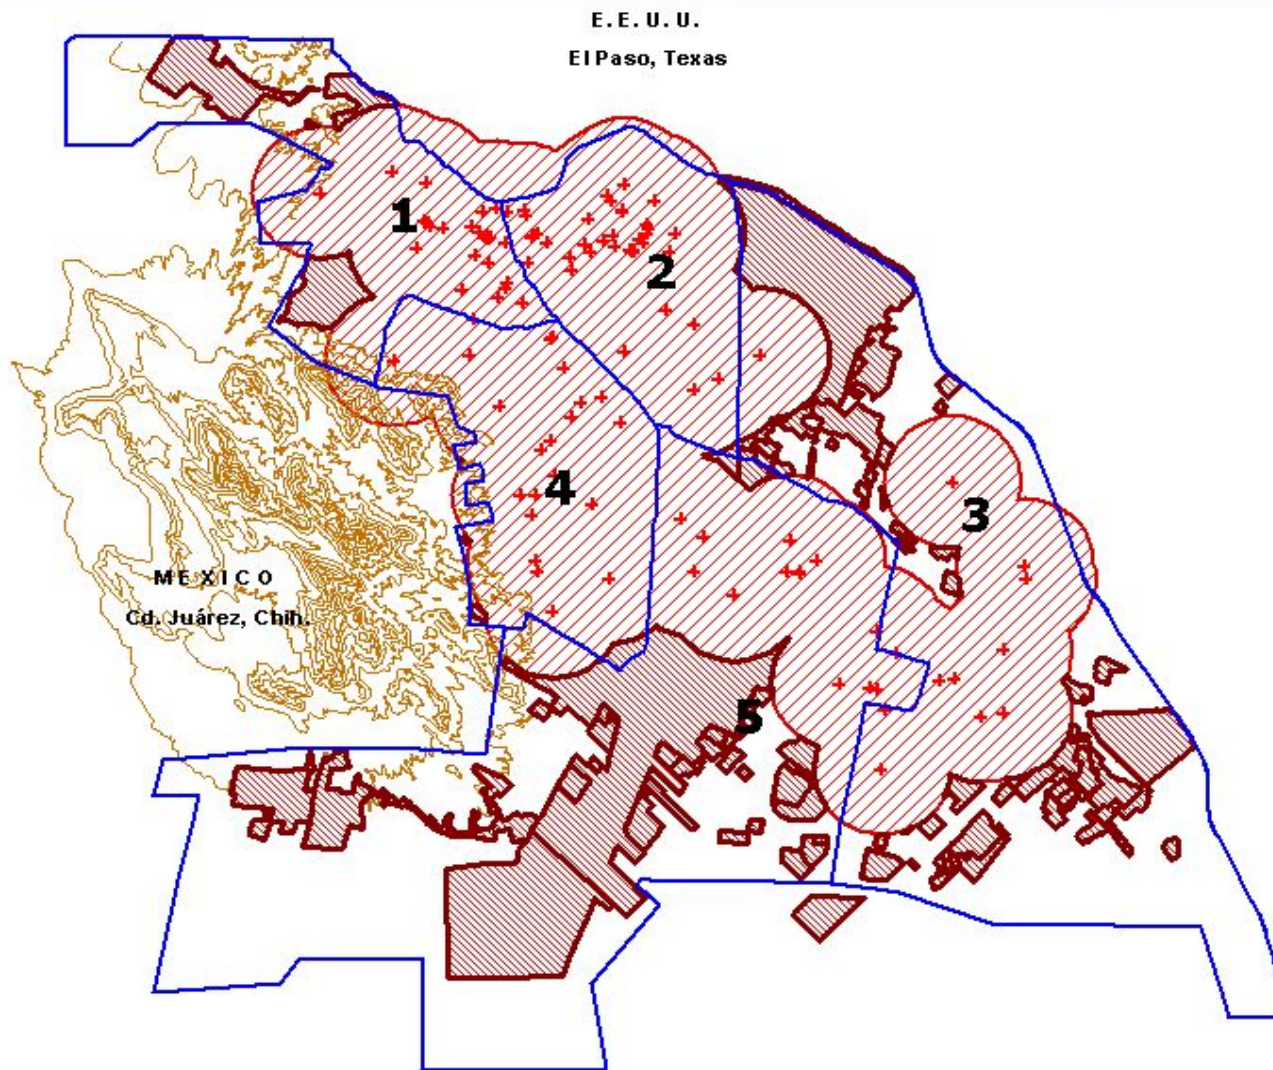 E. E. U. U.
El Paso, Texas
1
2
3
4
M E X I C O
Cd. Juárez, Chih.
5